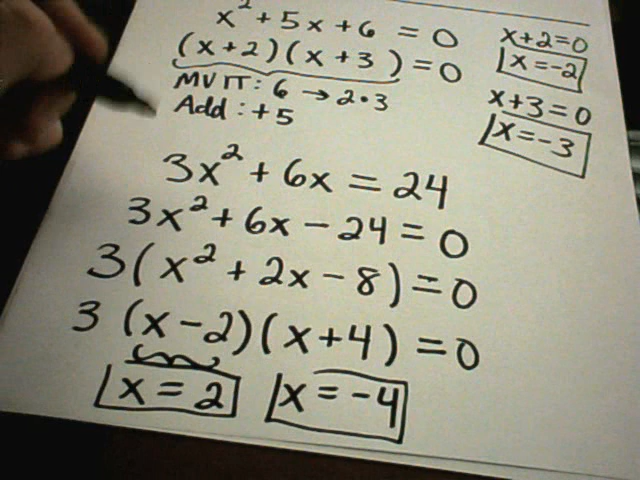 x² + 5x + 6 = 0
(x + 2)(x + 3) = 0
MVIT: 6 → 2 • 3
Add: +5
x+2=0
x=-2
x+3=0
x=-3
3x² + 6x = 24
3x² + 6x - 24 = 0
3(x² + 2x - 8) = 0
3 (x - 2)(x + 4) = 0
x = 2 x = -4